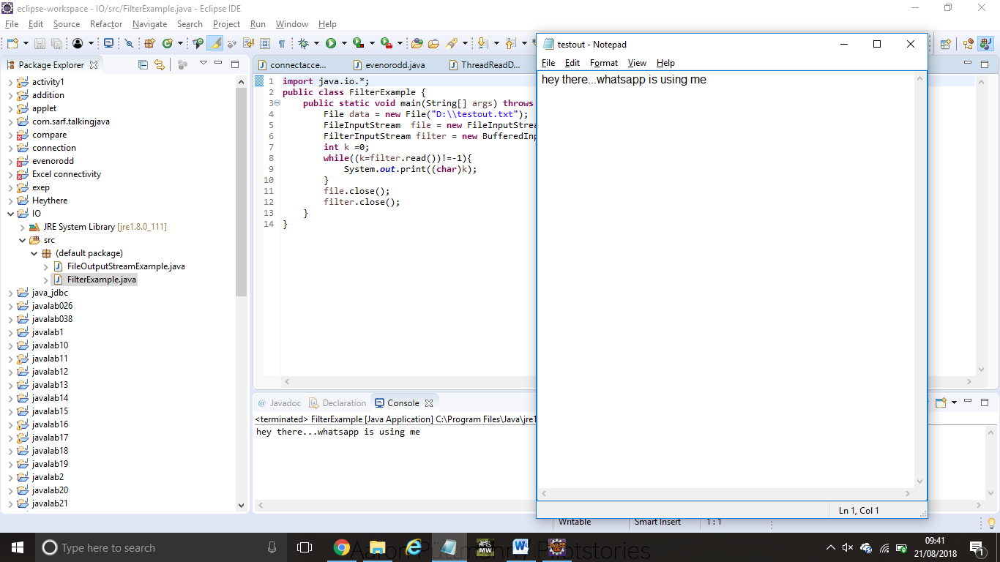 eclipse-workspace - IO/src/FilterExample.java - Eclipse IDE
File Edit Source Refactor Navigate Search Project Run Window Help
Package Explorer
activity1
addition
applet
com.sarf.talkingjava
compare
connection
evenorodd
Excel connectivity
exep
Heythere
IO
JRE System Library [jre1.8.0_111]
src
(default package)
FileOutputStreamExample.java
FilterExample.java
java_jdbc
javalab026
javalab038
javalab1
javalab10
javalab11
javalab12
javalab13
javalab14
javalab15
javalab16
javalab17
javalab18
javalab19
javalab2
javalab20
javalab21
connectacce... evenorodd.java ThreadReadD...
1 import java.io.*;
2 public class FilterExample {
3 public static void main(String[] args) throws
4 File data = new File("D:\\testout.txt");
5 FileInputStream  file = new FileInputStrea
6 FilterInputStream filter = new BufferedInp
7 int k =0;
8 while((k=filter.read())!=-1){
9 System.out.print((char)k);
10 }
11 file.close();
12 filter.close();
13 }
14 }
@ Javadoc Declaration Console
<terminated> FilterExample [Java Application] C:\Program Files\Java\jre1
hey there...whatsapp is using me
testout - Notepad
File Edit Format View Help
hey there...whatsapp is using me
Ln 1, Col 1
Writable Smart Insert 1 : 1
Type here to search
09:41
21/08/2018
1